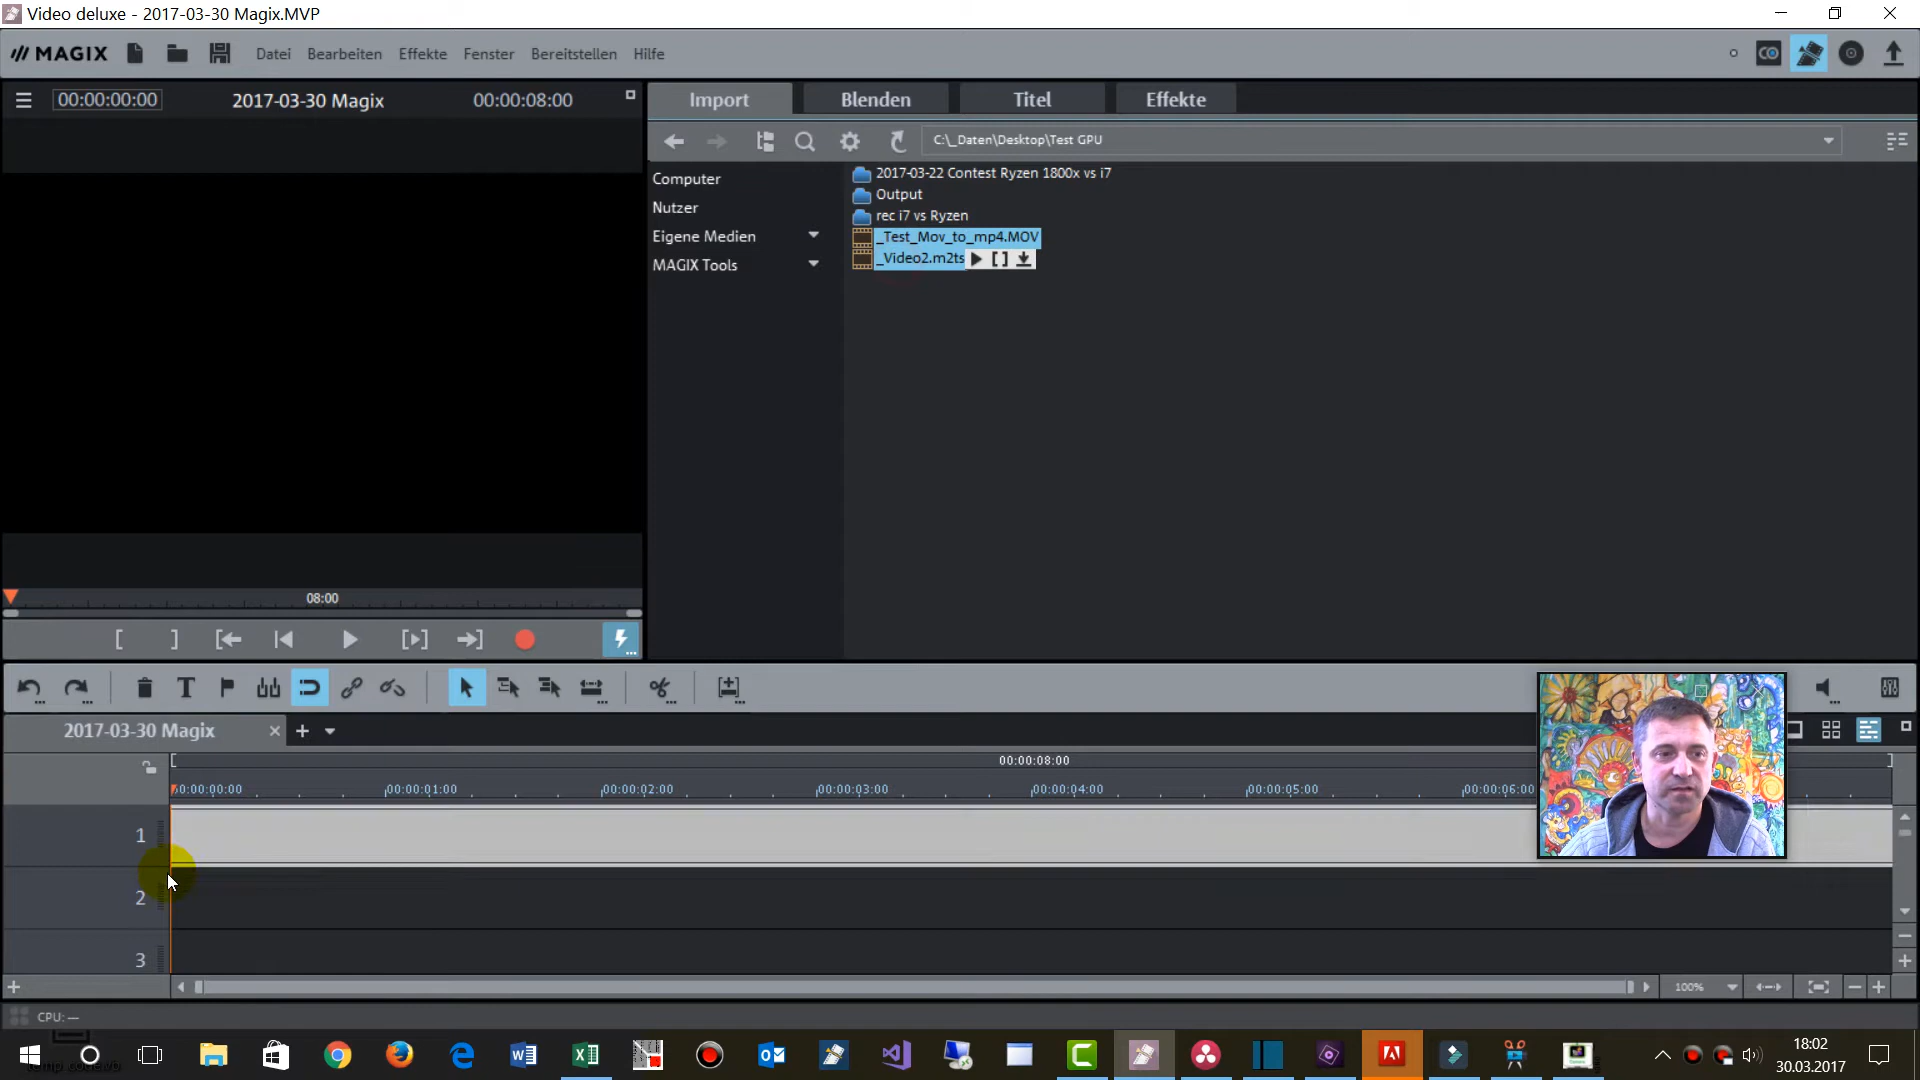 Video deluxe - 2017-03-30 Magix.MVP
MAGIX Datei Bearbeiten Effekte Fenster Bereitstellen Hilfe
00:00:00:00 2017-03-30 Magix 00:00:08:00
Import Blenden Titel Effekte
C:\_Daten\Desktop\Test GPU
Computer
Nutzer
Eigene Medien
MAGIX Tools
2017-03-22 Contest Ryzen 1800x vs i7
Output
rec i7 vs Ryzen
_Test_Mov_to_mp4.MOV
_Video2.m2ts
08:00
2017-03-30 Magix
00:00:08:00
00:00:00:00 00:00:01:00 00:00:02:00 00:00:03:00 00:00:04:00 00:00:05:00 00:00:06:00
1
2
3
100%
CPU: —
18:02
30.03.2017